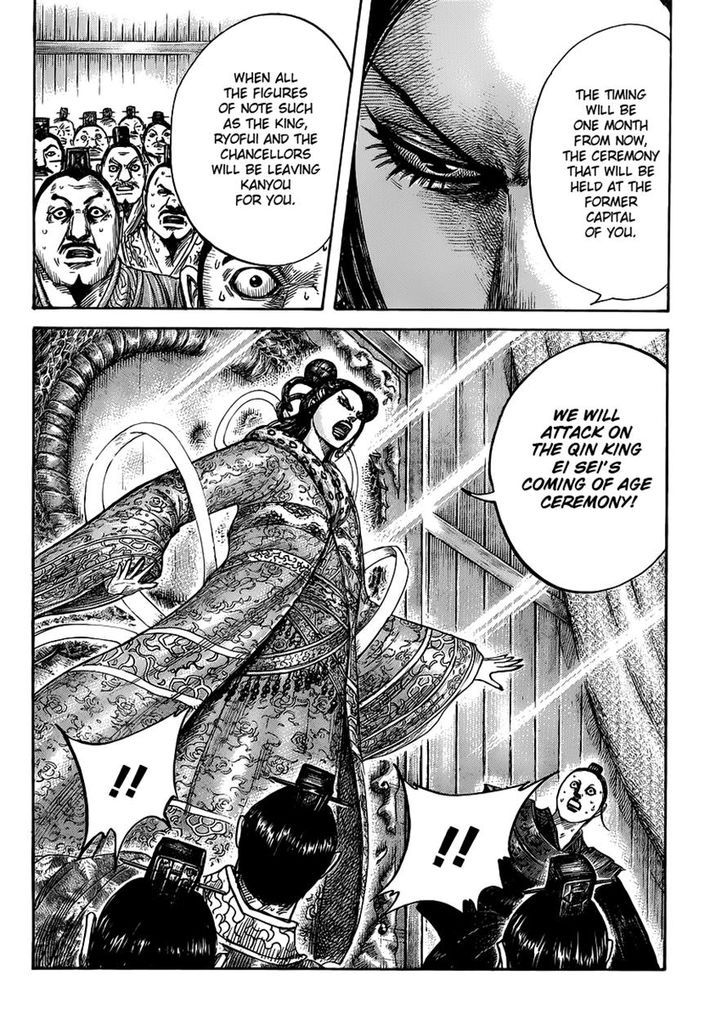 THE TIMING
WILL BE
ONE MONTH
FROM NOW,
THE CEREMONY
THAT WILL BE
HELD AT THE
FORMER
CAPITAL
OF YOU.
WHEN ALL
THE FIGURES
OF NOTE SUCH
AS THE KING,
RYOFUI AND THE
CHANCELLORS
WILL BE LEAVING
KANYOU
FOR YOU.
WE WILL
ATTACK ON
THE QIN KING
EI SEI'S
COMING OF AGE
CEREMONY!
!!
!!